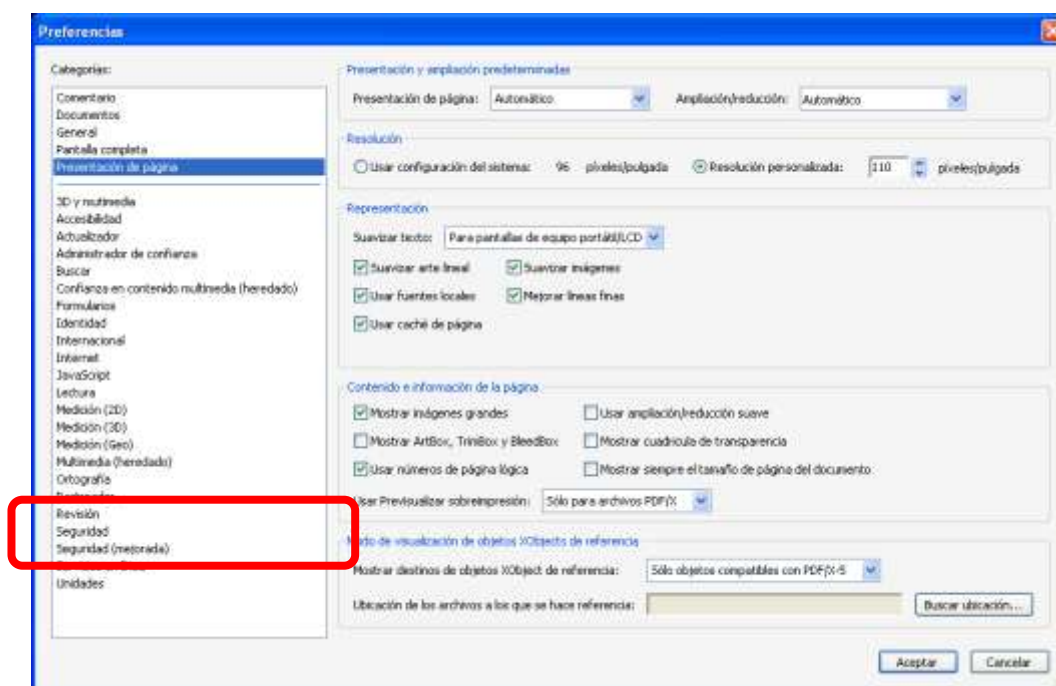 Preferencias
Categorías:
Comentario
Documentos
General
Pantalla completa
Presentación de página
3D y multimedia
Accesibilidad
Actualizador
Administrador de confianza
Buscar
Confianza en contenido multimedia (heredado)
Formularios
Identidad
Internacional
Internet
JavaScript
Lectura
Medición (2D)
Medición (3D)
Medición (Geo)
Multimedia (heredado)
Ortografía
Revisión
Seguridad
Seguridad (mejorada)
Unidades
Presentación y ampliación predeterminadas
Presentación de página: Automático Ampliación/reducción: Automático
Resolución
Usar configuración del sistema: 96 píxeles/pulgada Resolución personalizada: 110 píxeles/pulgada
Representación
Suavizar texto: Para pantallas de equipo portátil/LCD
Suavizar arte lineal Suavizar imágenes
Usar fuentes locales Mejorar líneas finas
Usar caché de página
Contenido e información de la página
Mostrar imágenes grandes Usar ampliación/reducción suave
Mostrar ArtBox, TrimBox y BleedBox Mostrar cuadrícula de transparencia
Usar números de página lógica Mostrar siempre el tamaño de página del documento
Usar Previsualizar sobreimpresión: Sólo para archivos PDF/X
Modo de visualización de objetos XObjects de referencia
Mostrar destinos de objetos XObject de referencia: Sólo objetos compatibles con PDF/X-5
Ubicación de los archivos a los que se hace referencia: Buscar ubicación...
Aceptar Cancelar